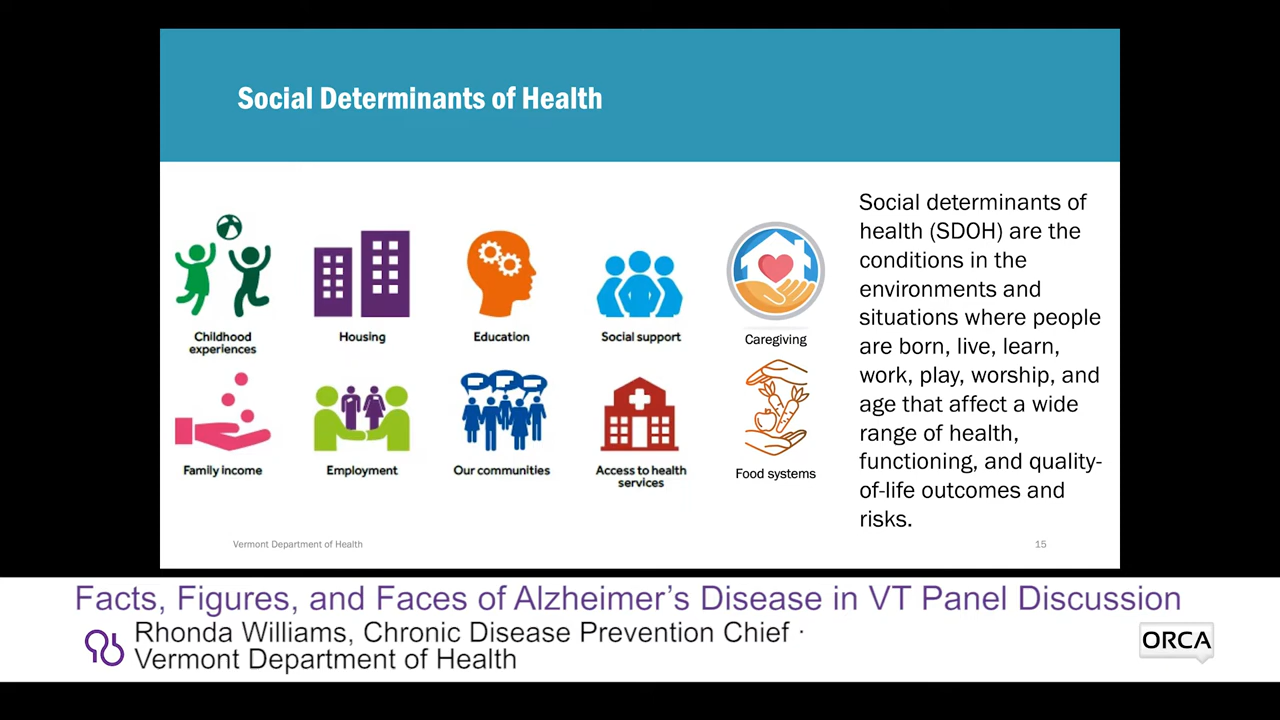 Social Determinants of Health
Childhood
experiences
Housing
Education
Social support
Caregiving
Family income
Employment
Our communities
Access to health
services
Food systems
Social determinants of
health (SDOH) are the
conditions in the
environments and
situations where people
are born, live, learn,
work, play, worship, and
age that affect a wide
range of health,
functioning, and quality-
of-life outcomes and
risks.
Vermont Department of Health
15
Facts, Figures, and Faces of Alzheimer’s Disease in VT Panel Discussion
Rhonda Williams, Chronic Disease Prevention Chief ·
Vermont Department of Health
ORCA